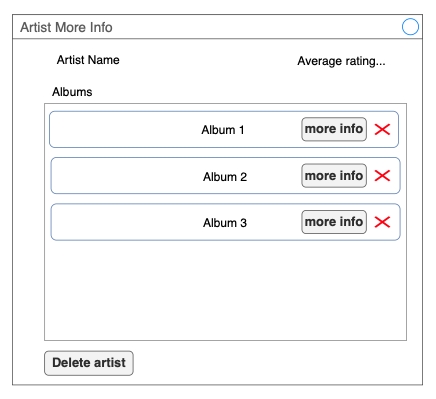 Artist More Info
Artist Name
Average rating...
Albums
Album 1
more info
Album 2
more info
Album 3
more info
Delete artist